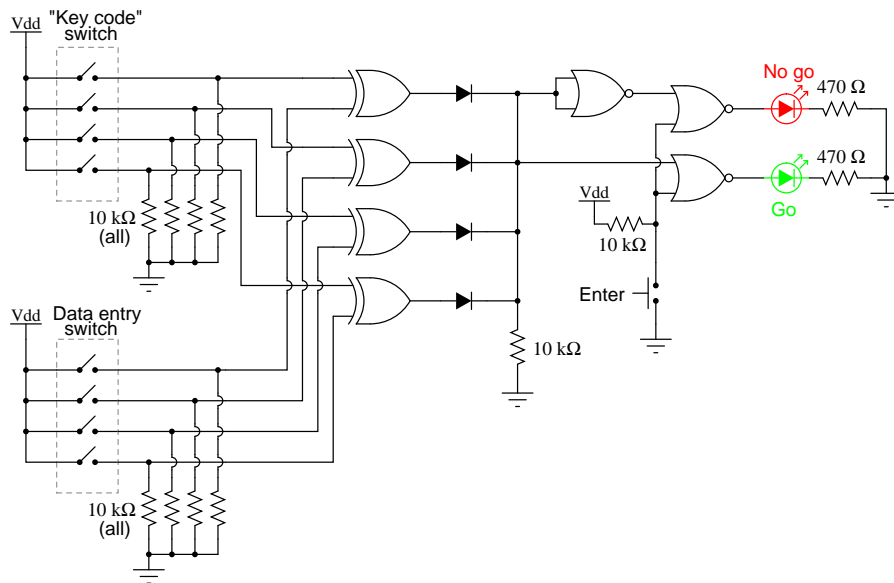 Vdd
"Key code"
switch
10 kΩ
(all)
Vdd
Data entry
switch
10 kΩ
(all)
10 kΩ
Vdd
10 kΩ
Enter
No go
470 Ω
470 Ω
Go